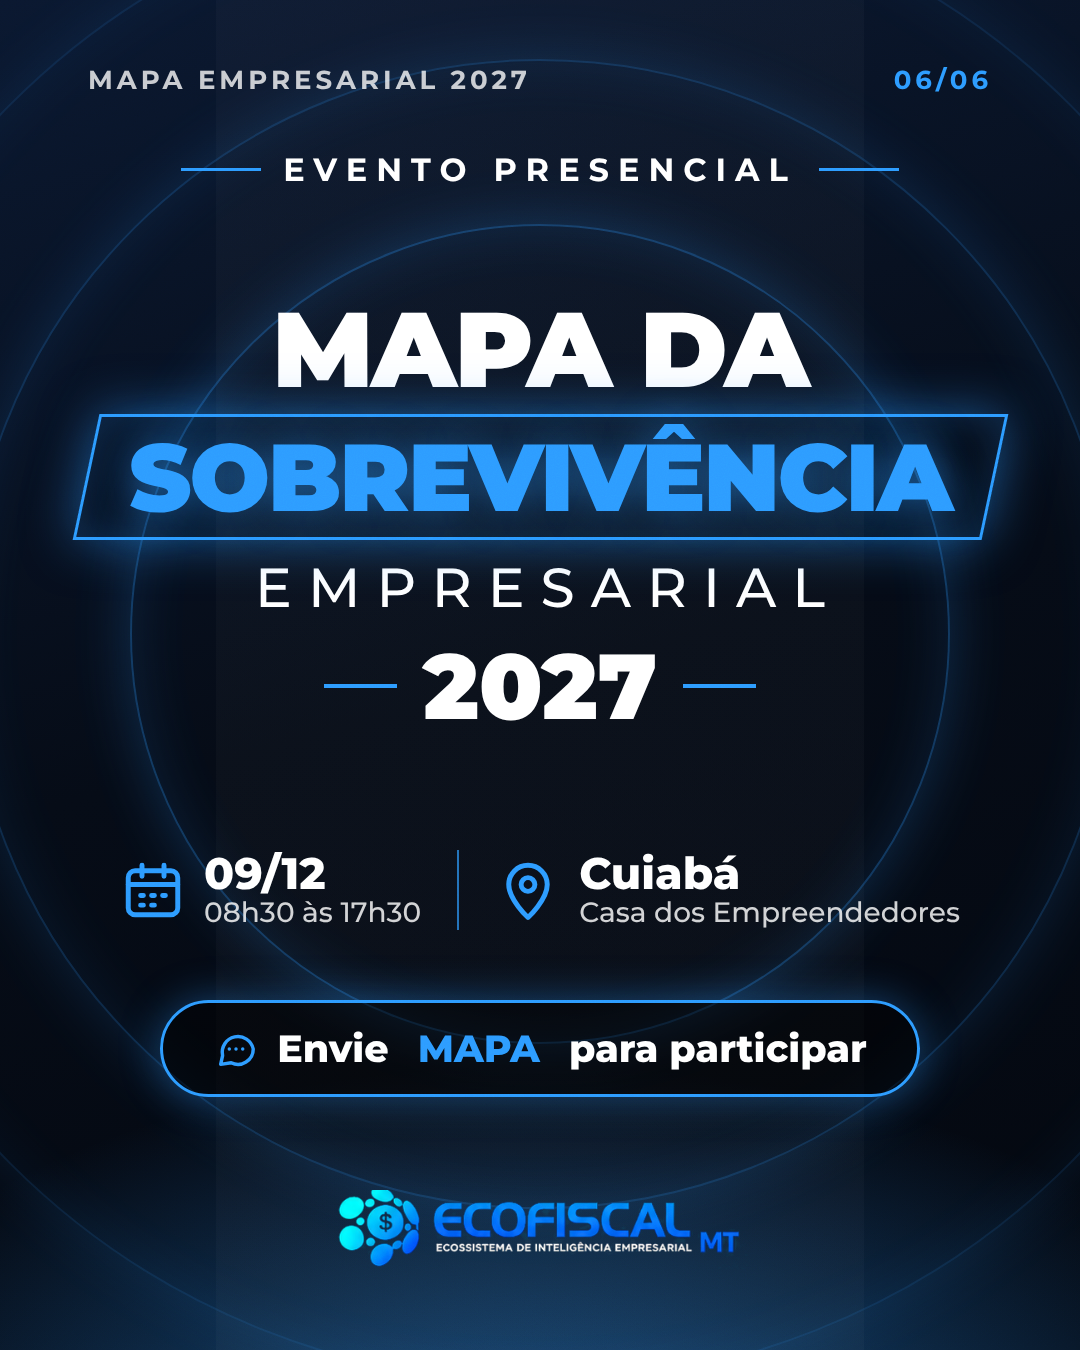 MAPA EMPRESARIAL 2027
06/06
EVENTO PRESENCIAL
MAPA DA
SOBREVIVÊNCIA
EMPRESARIAL
2027
09/12
08h30 às 17h30
Cuiabá
Casa dos Empreendedores
Envie MAPA para participar
$
ECOFISCAL MT
ECOSSISTEMA DE INTELIGÊNCIA EMPRESARIAL